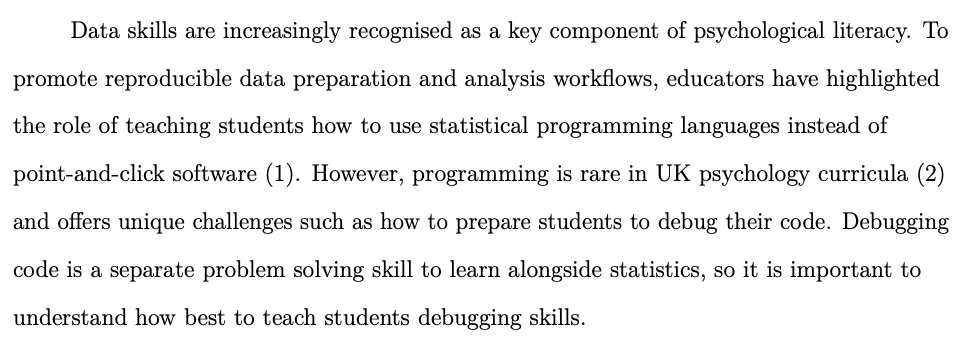 Data skills are increasingly recognised as a key component of psychological literacy. To
promote reproducible data preparation and analysis workflows, educators have highlighted
the role of teaching students how to use statistical programming languages instead of
point-and-click software (1). However, programming is rare in UK psychology curricula (2)
and offers unique challenges such as how to prepare students to debug their code. Debugging
code is a separate problem solving skill to learn alongside statistics, so it is important to
understand how best to teach students debugging skills.